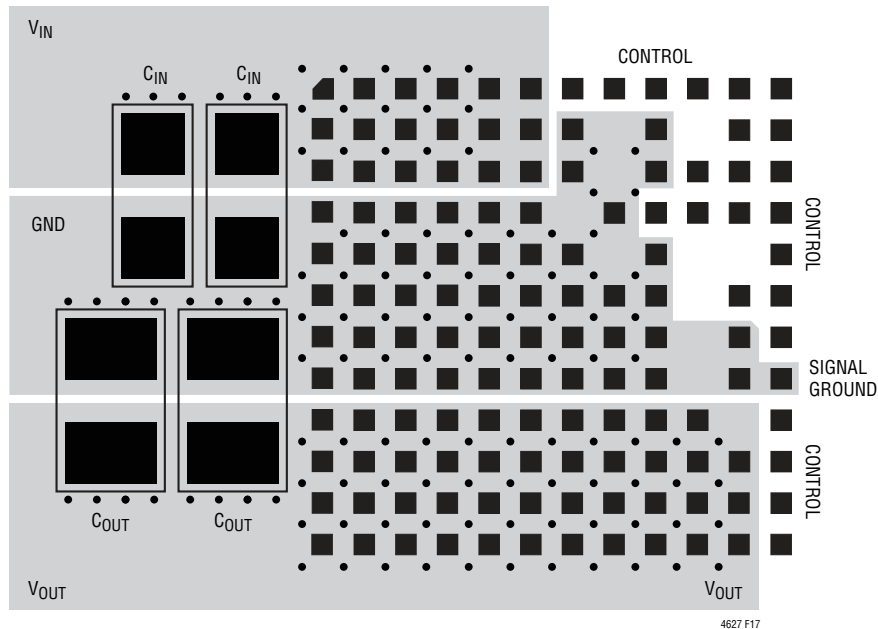 VIN
CONTROL
CIN CIN
GND
CONTROL
SIGNAL
GROUND
CONTROL
COUT COUT
VOUT VOUT
4627 F17